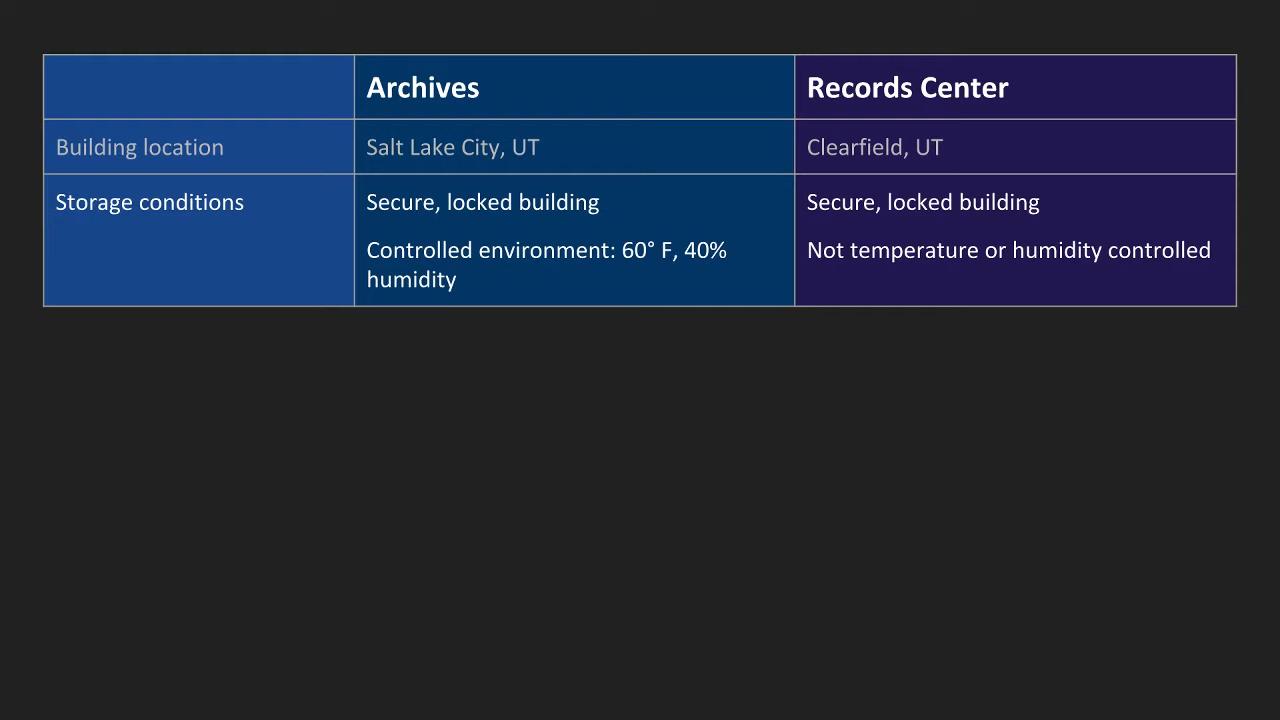 Archives
Records Center
Building location
Salt Lake City, UT
Clearfield, UT
Storage conditions
Secure, locked building
Controlled environment: 60° F, 40%
humidity
Secure, locked building
Not temperature or humidity controlled